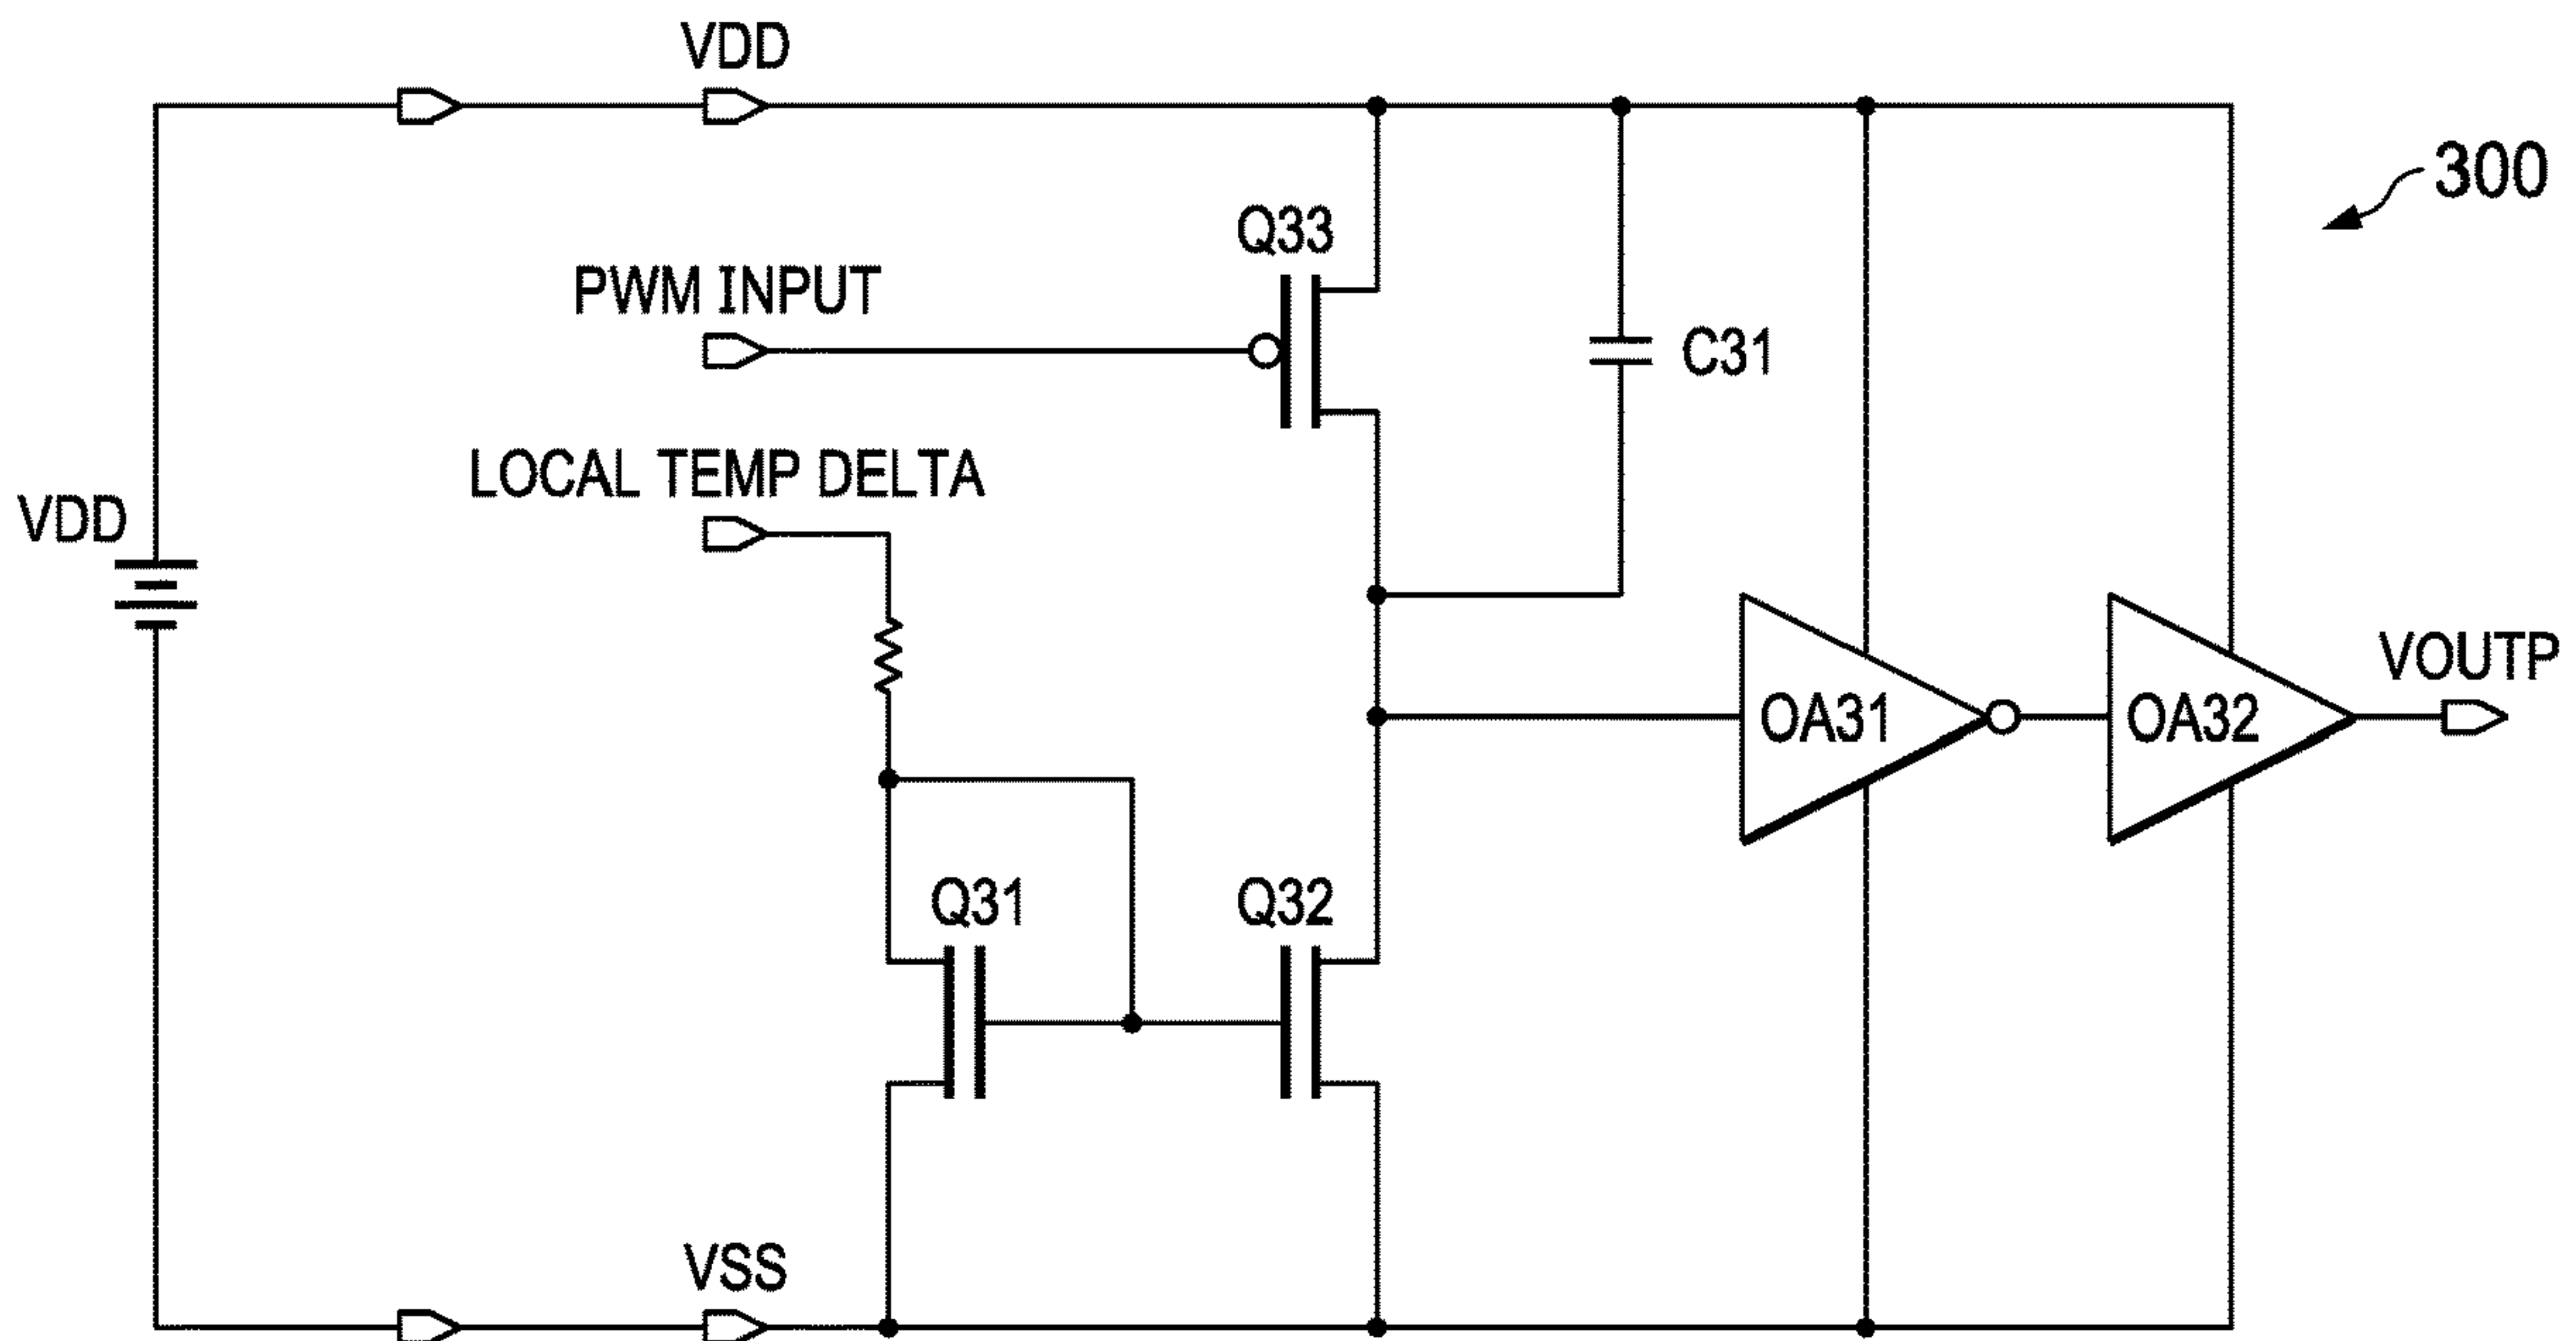 VDD
300
Q33
PWM INPUT
C31
LOCAL TEMP DELTA
VDD
VOUTP
OA31
OA32
Q31
Q32
VSS